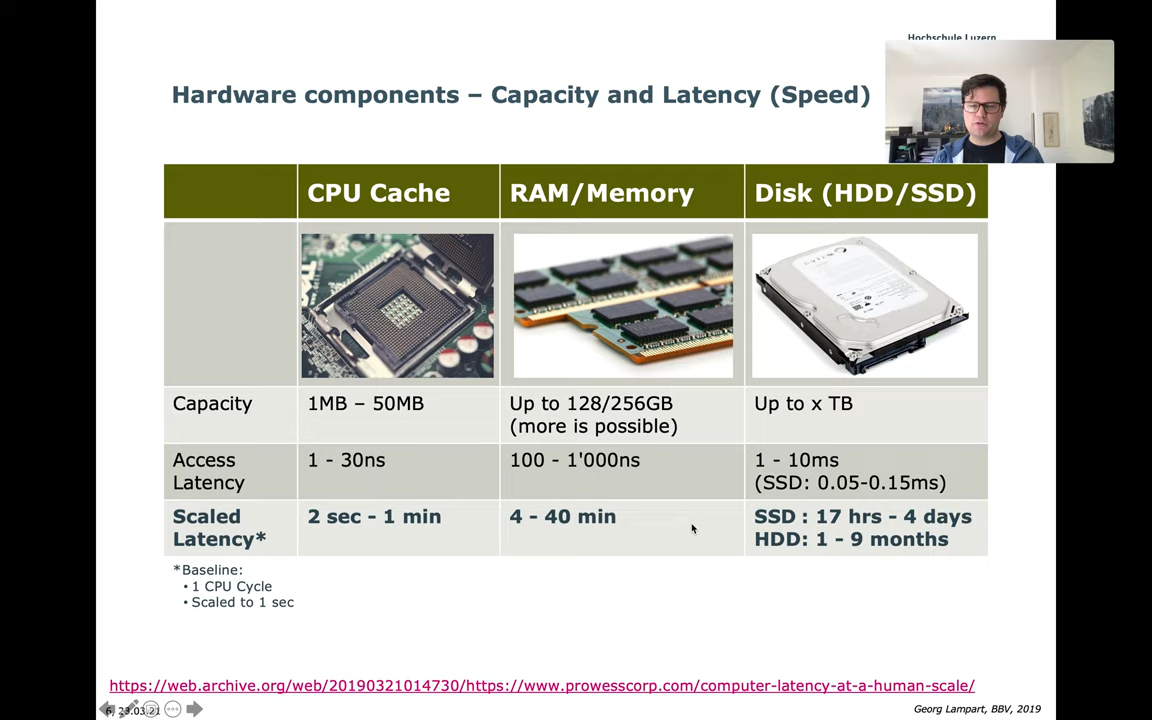 Hochschule Luzern
Hardware components – Capacity and Latency (Speed)
CPU Cache
RAM/Memory
Disk (HDD/SSD)
Capacity
1MB – 50MB
Up to 128/256GB
(more is possible)
Up to x TB
Access
Latency
1 - 30ns
100 - 1'000ns
1 - 10ms
(SSD: 0.05-0.15ms)
Scaled
Latency*
2 sec - 1 min
4 - 40 min
SSD : 17 hrs - 4 days
HDD: 1 - 9 months
*Baseline:
• 1 CPU Cycle
• Scaled to 1 sec
https://web.archive.org/web/20190321014730/https://www.prowesscorp.com/computer-latency-at-a-human-scale/
6, 23.03.21
Georg Lampart, BBV, 2019